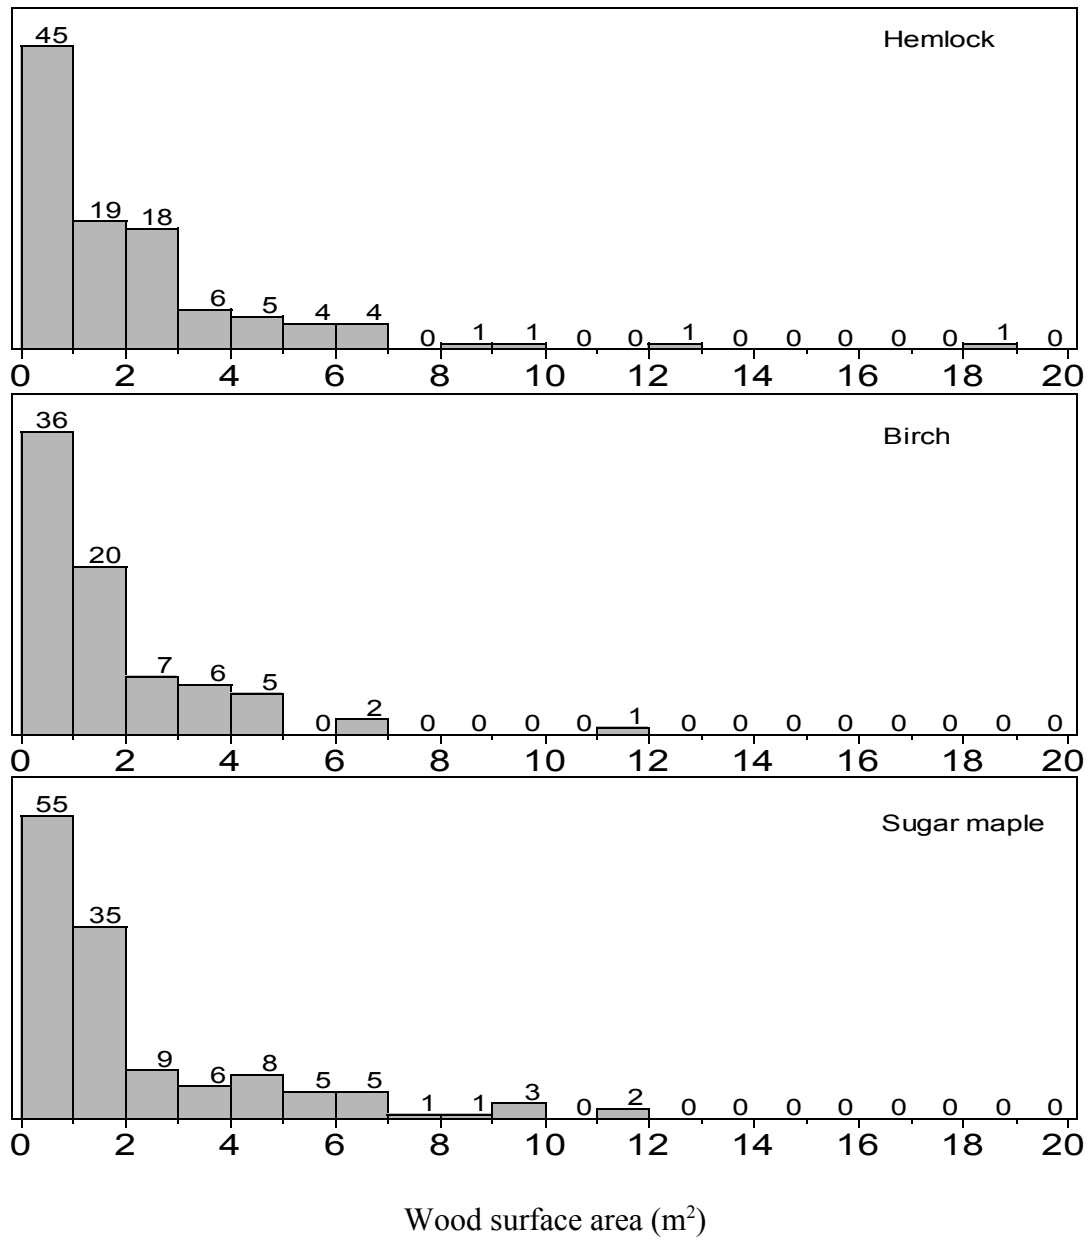 45
Hemlock
19 18
6 5 4 4 0 1 1 0 0 1 0 0 0 0 0 1 0
0 2 4 6 8 10 12 14 16 18 20
36
Birch
20
7 6 5 0 2 0 0 0 0 1 0 0 0 0 0 0 0 0
0 2 4 6 8 10 12 14 16 18 20
55
Sugar maple
35
9 6 8 5 5 1 1 3 0 2 0 0 0 0 0 0 0 0
0 2 4 6 8 10 12 14 16 18 20
Wood surface area (m²)